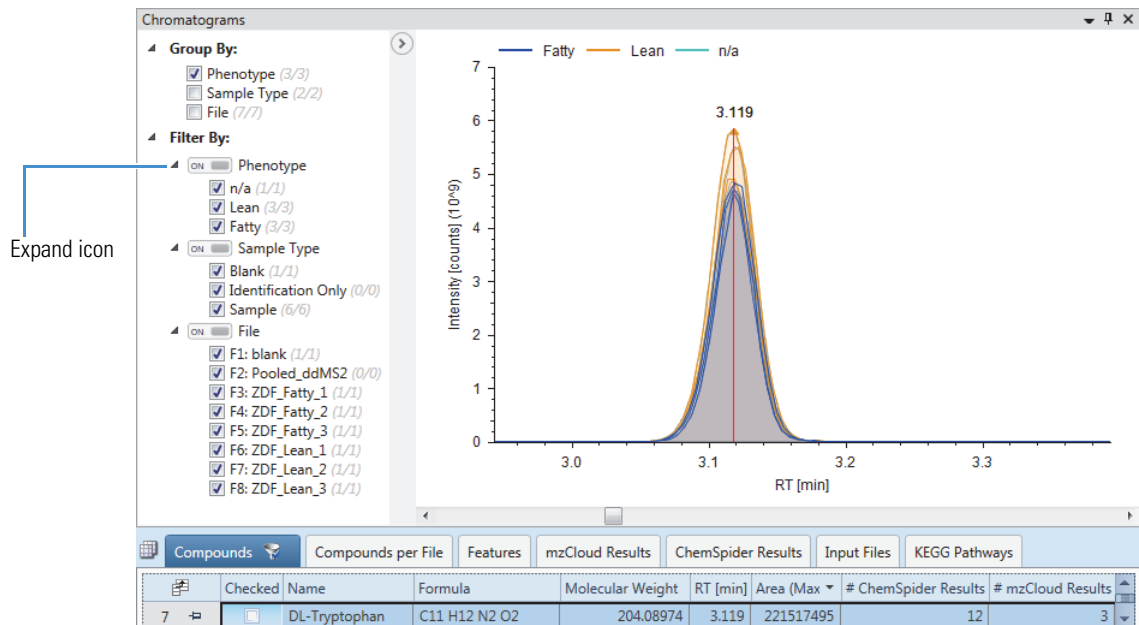 Chromatograms
Group By:
Phenotype (3/3)
Sample Type (2/2)
File (7/7)
Filter By:
ON Phenotype
n/a (1/1)
Lean (3/3)
Fatty (3/3)
ON Sample Type
Blank (1/1)
Identification Only (0/0)
Sample (6/6)
ON File
F1: blank (1/1)
F2: Pooled_ddMS2 (0/0)
F3: ZDF_Fatty_1 (1/1)
F4: ZDF_Fatty_2 (1/1)
F5: ZDF_Fatty_3 (1/1)
F6: ZDF_Lean_1 (1/1)
F7: ZDF_Lean_2 (1/1)
F8: ZDF_Lean_3 (1/1)
Expand icon
Fatty Lean n/a
3.119
Intensity [counts] (10^9)
7
6
5
4
3
2
1
0
3.0 3.1 3.2 3.3
RT [min]
Compounds Compounds per File Features mzCloud Results ChemSpider Results Input Files KEGG Pathways
Checked Name Formula Molecular Weight RT [min] Area (Max # ChemSpider Results # mzCloud Results
7 DL-Tryptophan C11 H12 N2 O2 204.08974 3.119 221517495 12 3